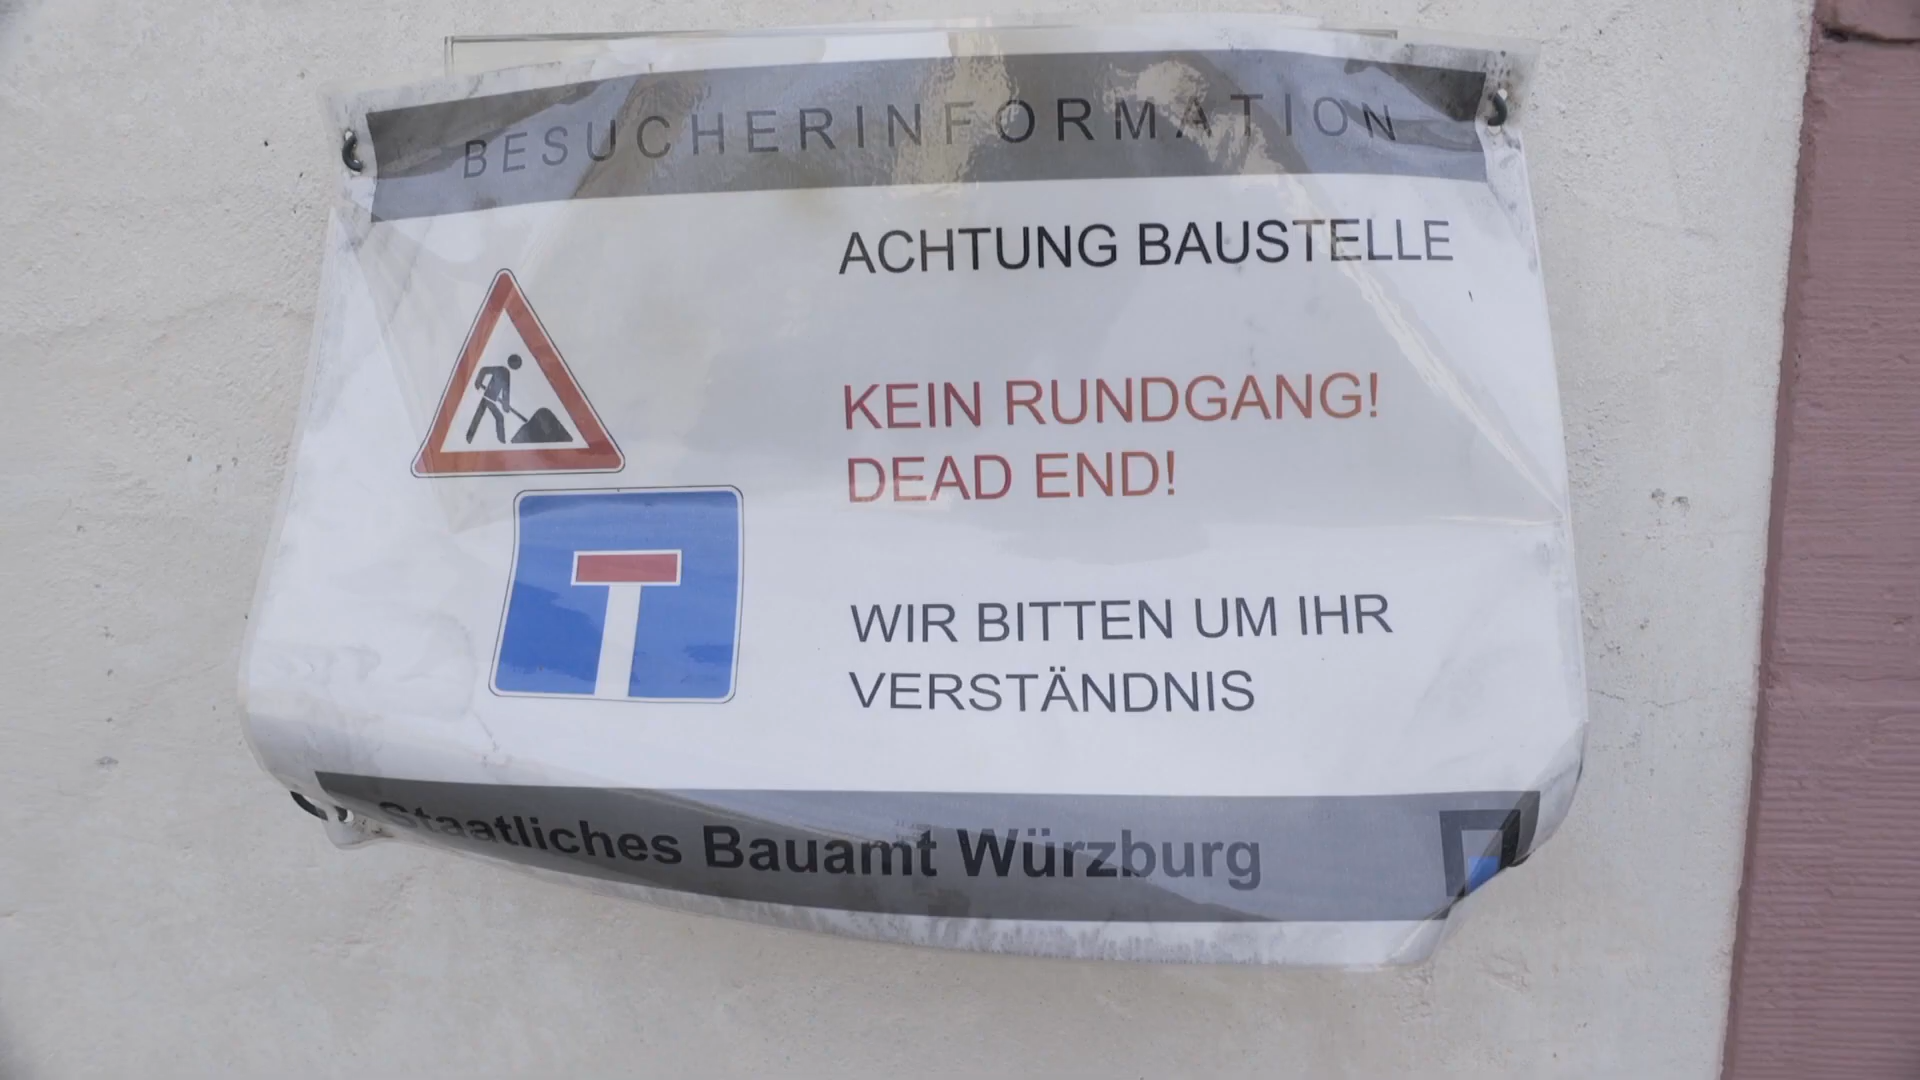 BESUCHERINFORMATION
ACHTUNG BAUSTELLE
KEIN RUNDGANG!
DEAD END!
WIR BITTEN UM IHR
VERSTÄNDNIS
Staatliches Bauamt Würzburg